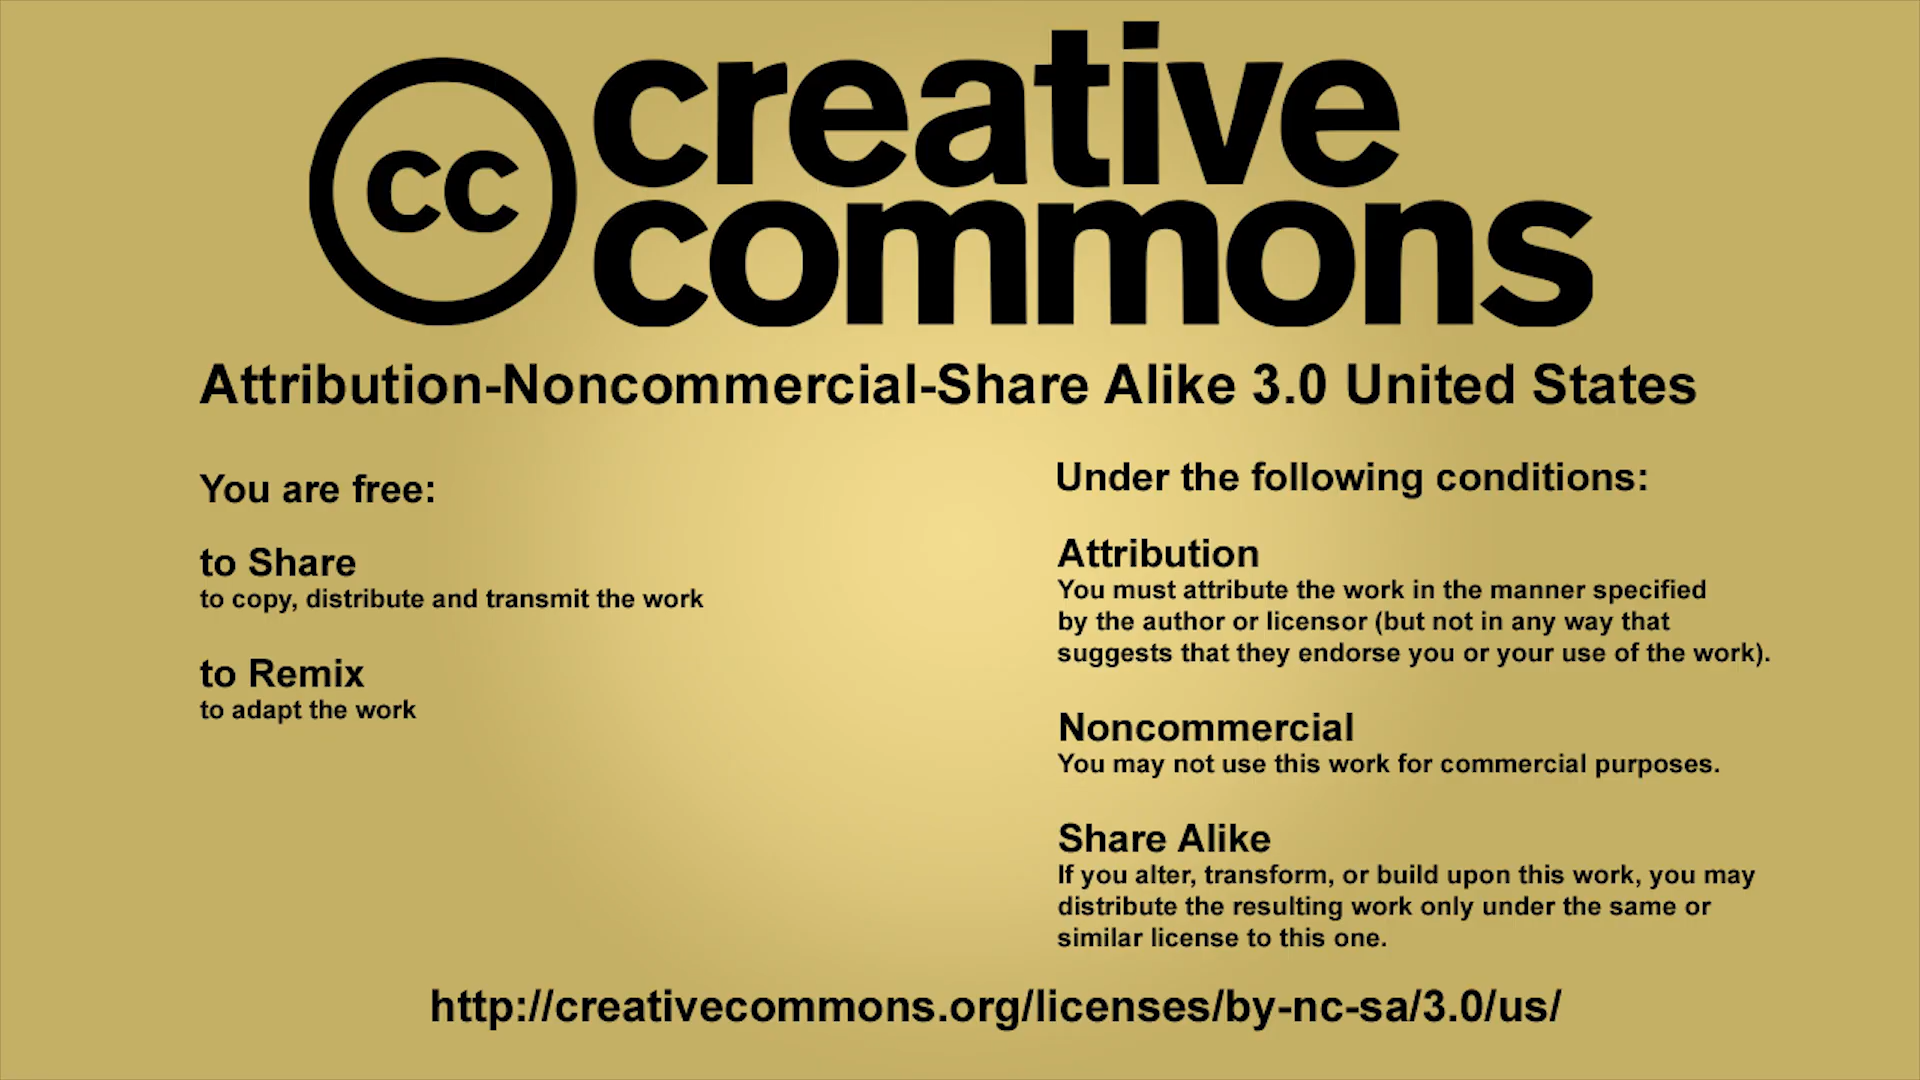 cc creative
commons
Attribution-Noncommercial-Share Alike 3.0 United States
You are free:
to Share
to copy, distribute and transmit the work
to Remix
to adapt the work
Under the following conditions:
Attribution
You must attribute the work in the manner specified
by the author or licensor (but not in any way that
suggests that they endorse you or your use of the work).
Noncommercial
You may not use this work for commercial purposes.
Share Alike
If you alter, transform, or build upon this work, you may
distribute the resulting work only under the same or
similar license to this one.
http://creativecommons.org/licenses/by-nc-sa/3.0/us/